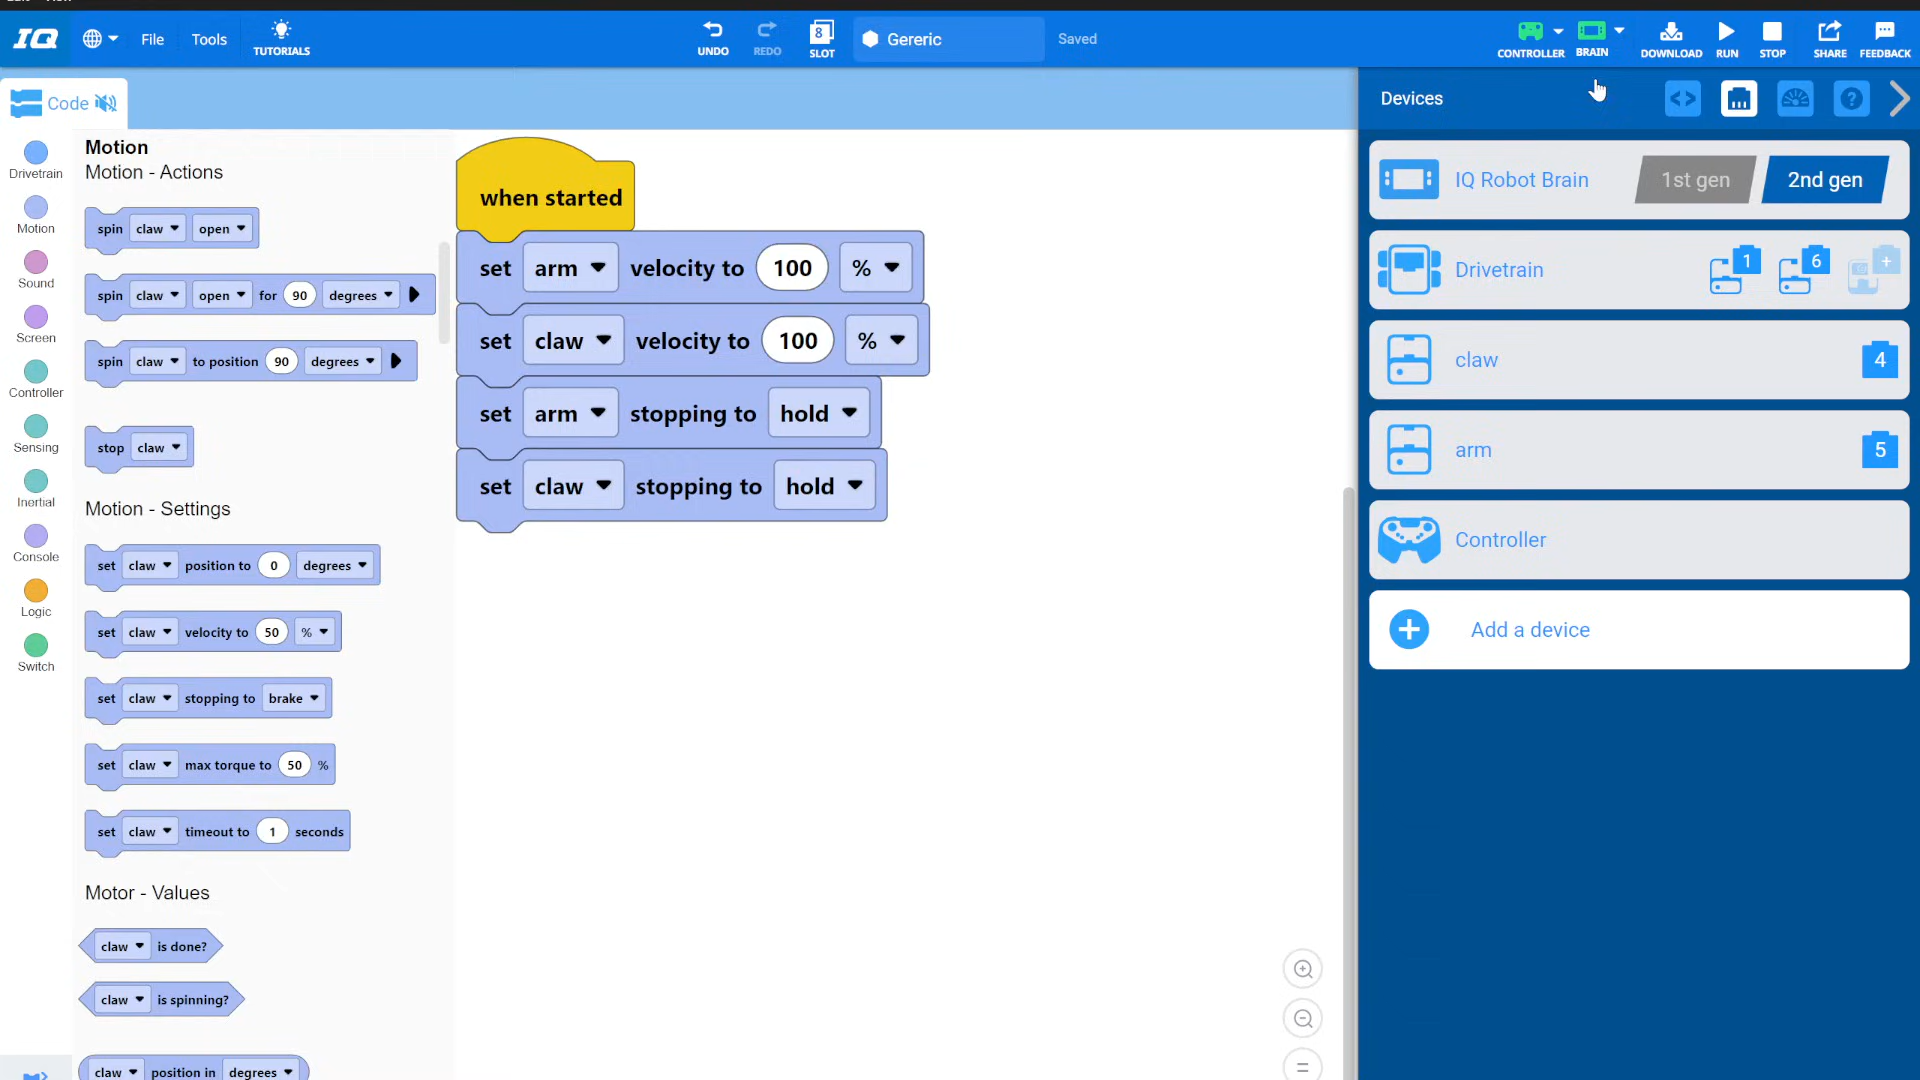 IQ
File
Tools
TUTORIALS
UNDO
REDO
8
SLOT
Gereric
Saved
CONTROLLER
BRAIN
DOWNLOAD
RUN
STOP
SHARE
FEEDBACK
Code
Devices
Drivetrain
Motion
Sound
Screen
Controller
Sensing
Inertial
Console
Logic
Switch
Motion
Motion - Actions
spin claw open
spin claw open for 90 degrees
spin claw to position 90 degrees
stop claw
Motion - Settings
set claw position to 0 degrees
set claw velocity to 50 %
set claw stopping to brake
set claw max torque to 50 %
set claw timeout to 1 seconds
Motor - Values
claw is done?
claw is spinning?
claw position in degrees
when started
set arm velocity to 100 %
set claw velocity to 100 %
set arm stopping to hold
set claw stopping to hold
IQ Robot Brain 1st gen 2nd gen
Drivetrain 1 6 +
claw 4
arm 5
Controller
Add a device